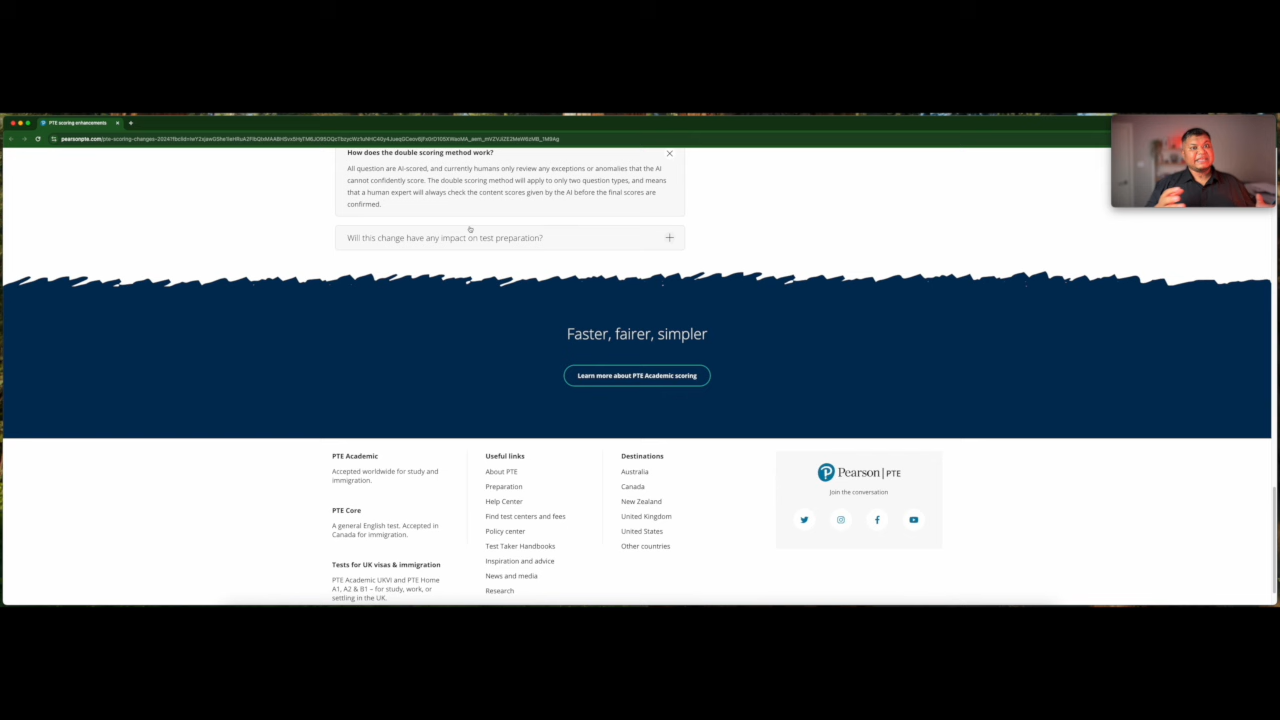 PTE scoring enhancements
How does the double scoring method work?
All question are AI-scored, and currently humans only review any exceptions or anomalies that the AI
cannot confidently score. The double scoring method will apply to only two question types, and means
that a human expert will always check the content scores given by the AI before the final scores are
confirmed.
Will this change have any impact on test preparation?
Faster, fairer, simpler
Learn more about PTE Academic scoring
PTE Academic
Accepted worldwide for study and
immigration.
PTE Core
A general English test. Accepted in
Canada for immigration.
Tests for UK visas & immigration
PTE Academic UKVI and PTE Home
A1, A2 & B1 – for study, work, or
settling in the UK.
Useful links
About PTE
Preparation
Help Center
Find test centers and fees
Policy center
Test Taker Handbooks
Inspiration and advice
News and media
Research
Destinations
Australia
Canada
New Zealand
United Kingdom
United States
Other countries
Pearson | PTE
Join the conversation